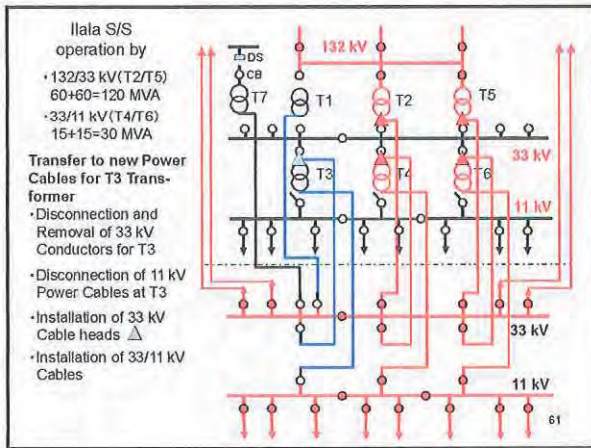 Ilala S/S
operation by
・132/33 kV(T2/T5)
60+60=120 MVA
・33/11 kV(T4/T6)
15+15=30 MVA
Transfer to new Power
Cables for T3 Trans-
former
・Disconnection and
Removal of 33 kV
Conductors for T3
・Disconnection of 11 kV
Power Cables at T3
・Installation of 33 kV
Cable heads
・Installation of 33/11 kV
Cables
132 kV
DS
CB
T7
T1
T2
T5
33 kV
T3
T4
T6
11 kV
33 kV
11 kV
61